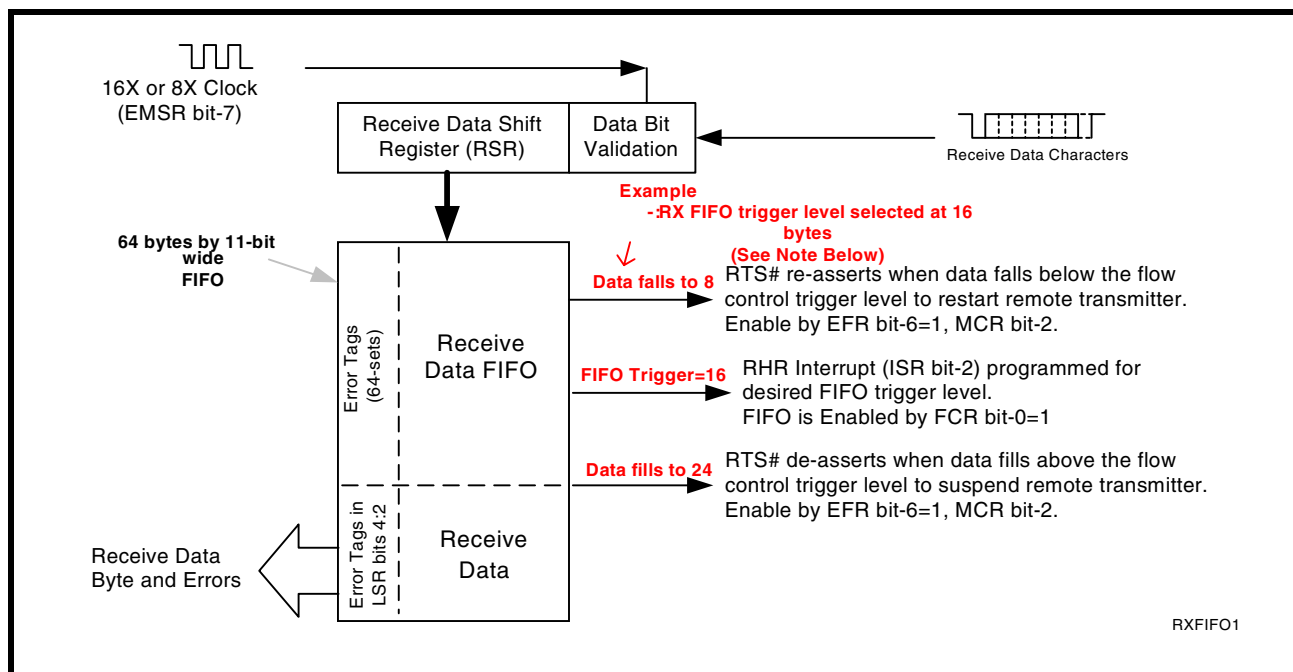 16X or 8X Clock
(EMSR bit-7)
Receive Data Shift
Register (RSR)
Data Bit
Validation
Receive Data Characters
Example
-:RX FIFO trigger level selected at 16
bytes
(See Note Below)
64 bytes by 11-bit
wide
FIFO
Data falls to 8
RTS# re-asserts when data falls below the flow
control trigger level to restart remote transmitter.
Enable by EFR bit-6=1, MCR bit-2.
Error Tags
(64-sets)
Receive
Data FIFO
FIFO Trigger=16
RHR Interrupt (ISR bit-2) programmed for
desired FIFO trigger level.
FIFO is Enabled by FCR bit-0=1
Data fills to 24
RTS# de-asserts when data fills above the flow
control trigger level to suspend remote transmitter.
Enable by EFR bit-6=1, MCR bit-2.
Receive Data
Byte and Errors
Error Tags in
LSR bits 4:2
Receive
Data
RXFIFO1